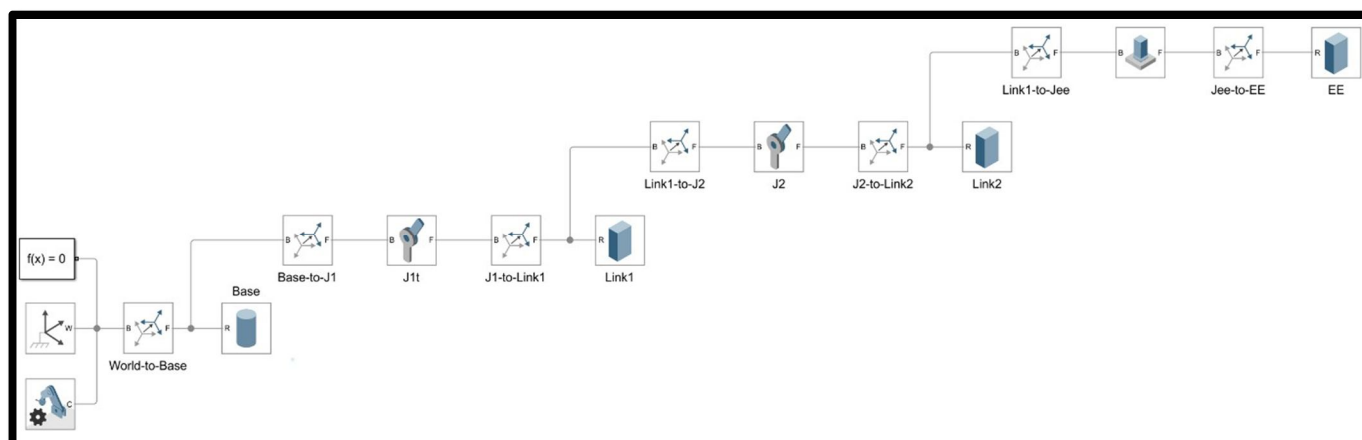 B F B F R
Link1-to-Jee Jee-to-EE EE
B F
B F B F B F R
Link1-to-J2 J2 J2-to-Link2 Link2
B F B F B F R
Base-to-J1 J1t J1-to-Link1 Link1
f(x) = 0
Base
W B F R
World-to-Base
C